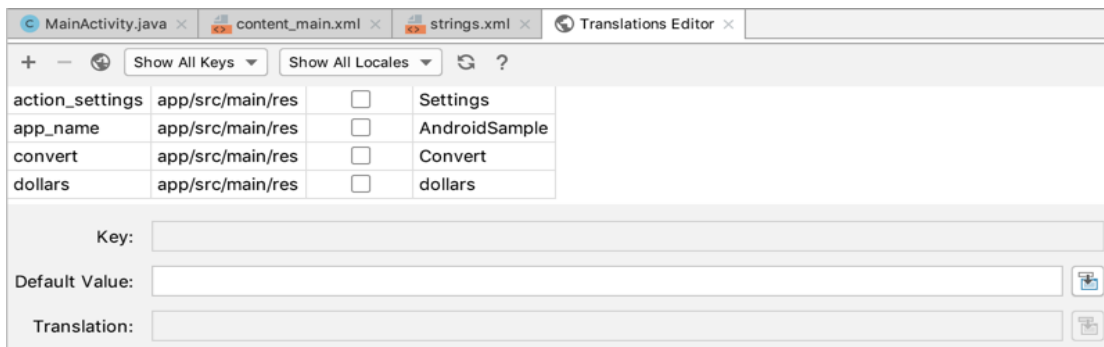 MainActivity.java content_main.xml strings.xml Translations Editor
Show All Keys Show All Locales ?
action_settings app/src/main/res Settings
app_name app/src/main/res AndroidSample
convert app/src/main/res Convert
dollars app/src/main/res dollars
Key:
Default Value:
Translation: